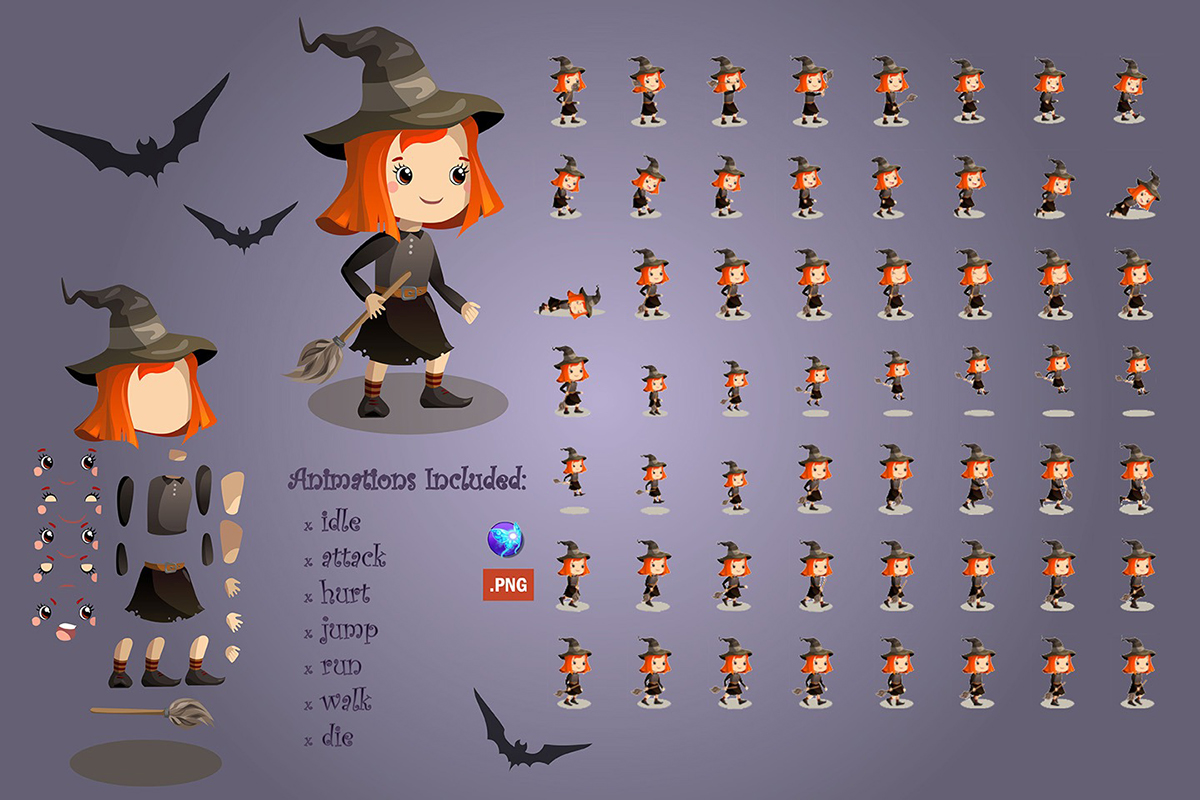 Animations Included:
x idle
x attack
x hurt
x jump
x run
x walk
x die
.PNG